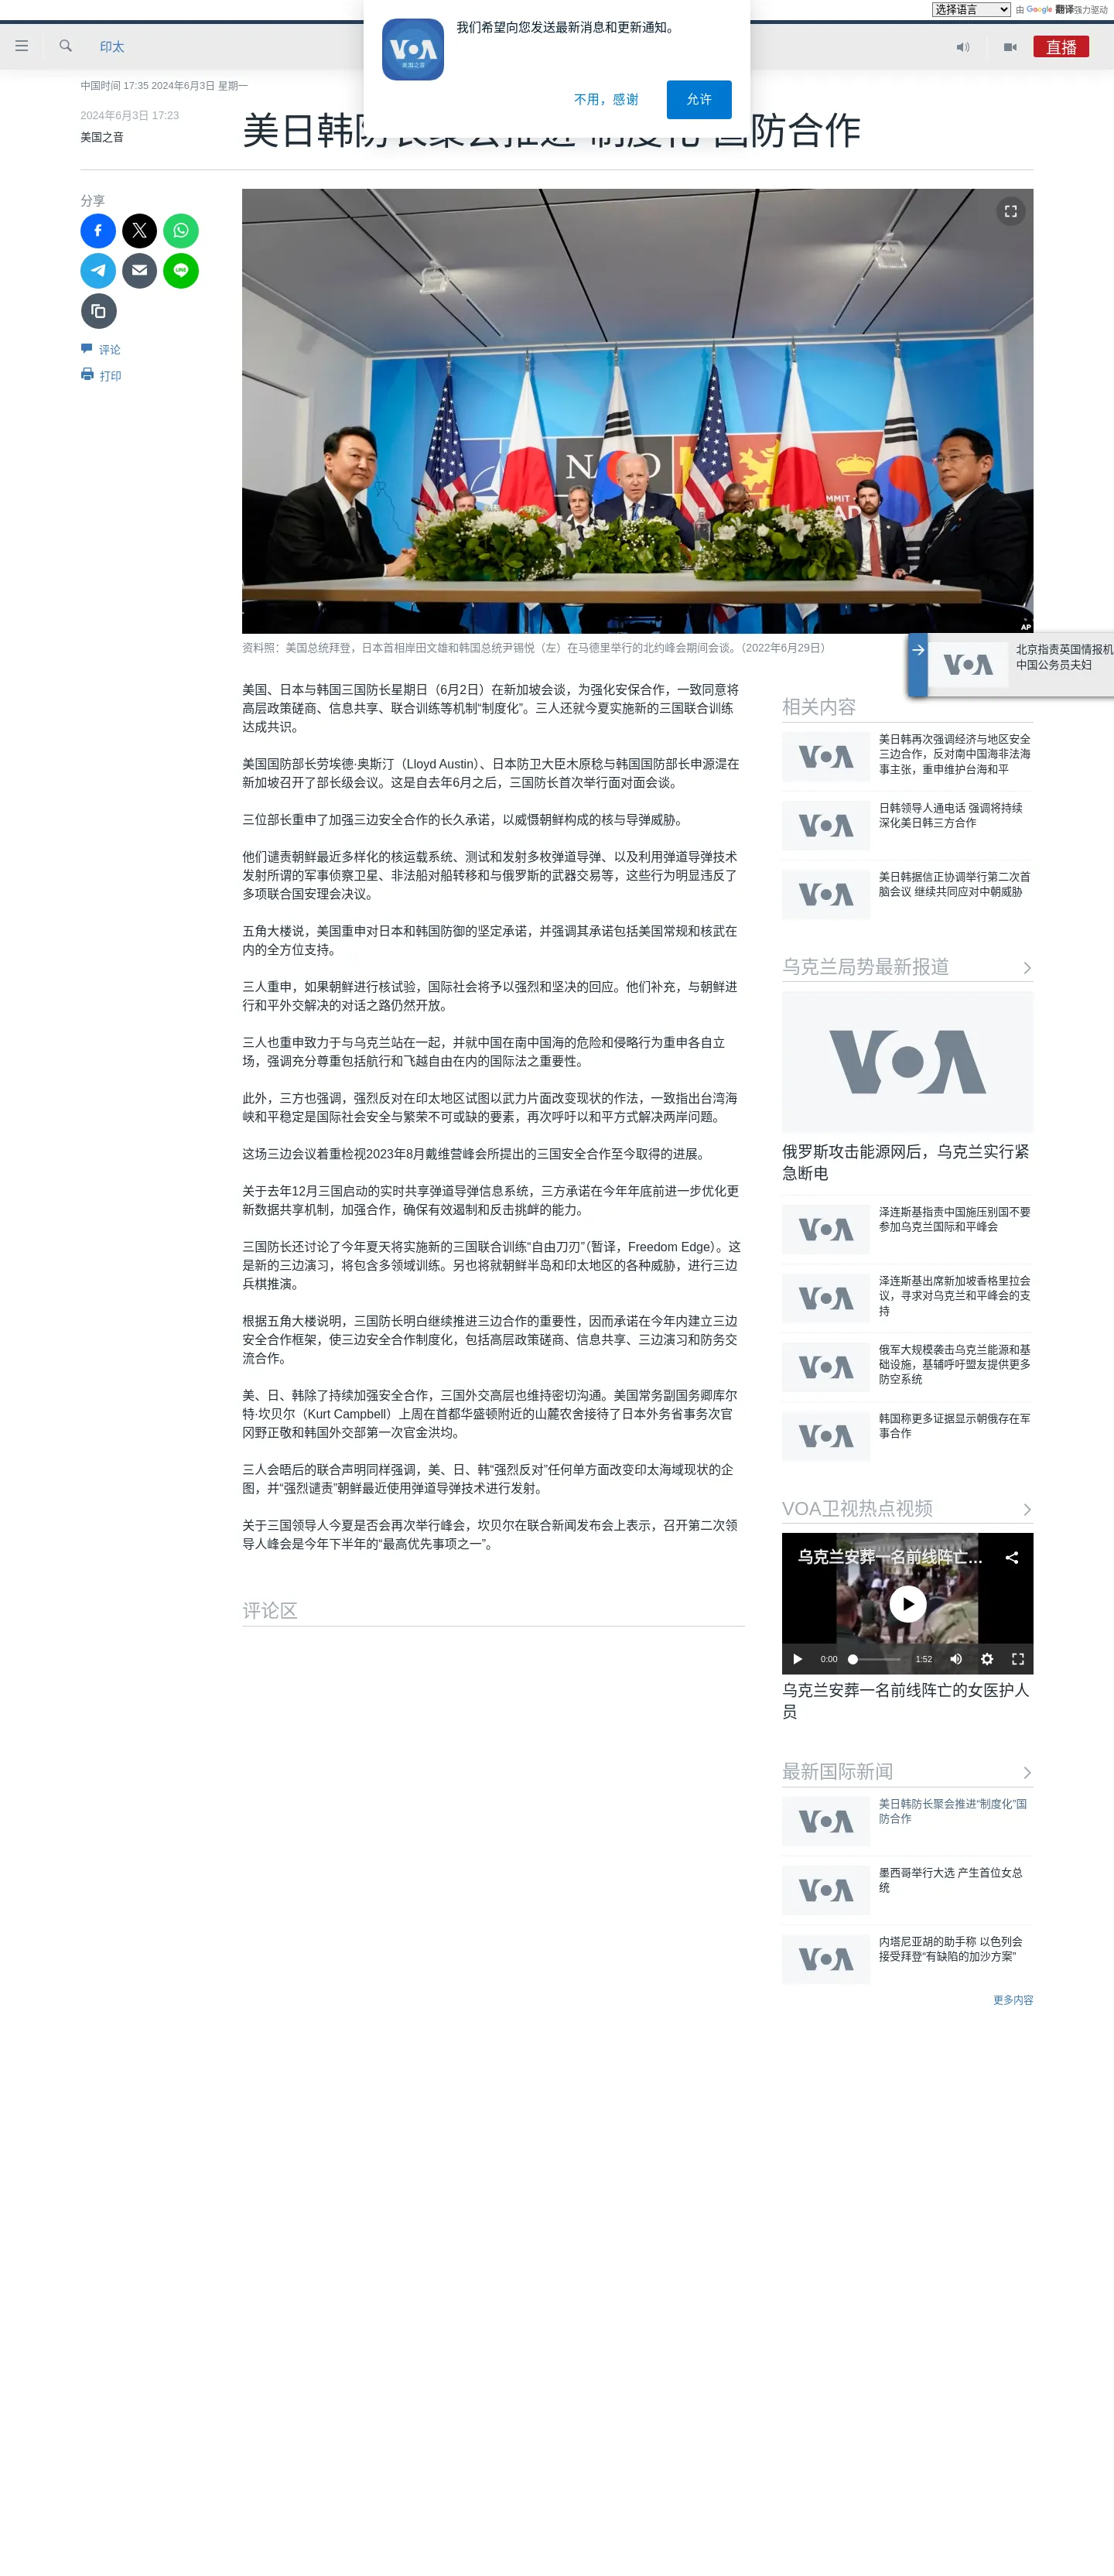 选择语言
由 Google 翻译强力驱动
我们希望向您发送最新消息和更新通知。
VOA
美国之音
不用，感谢
允许
印太
直播
中国时间 17:35 2024年6月3日 星期一
2024年6月3日 17:23
美国之音
美日韩防长聚会推进“制度化”国防合作
分享
评论
打印
AP
资料照：美国总统拜登，日本首相岸田文雄和韩国总统尹锡悦（左）在马德里举行的北约峰会期间会谈。（2022年6月29日）
北京指责英国情报机
中国公务员夫妇
美国、日本与韩国三国防长星期日（6月2日）在新加坡会谈，为强化安保合作，一致同意将
高层政策磋商、信息共享、联合训练等机制“制度化”。三人还就今夏实施新的三国联合训练
达成共识。
美国国防部长劳埃德·奥斯汀（Lloyd Austin）、日本防卫大臣木原稔与韩国国防部长申源湜在
新加坡召开了部长级会议。这是自去年6月之后，三国防长首次举行面对面会谈。
三位部长重申了加强三边安全合作的长久承诺，以威慑朝鲜构成的核与导弹威胁。
他们谴责朝鲜最近多样化的核运载系统、测试和发射多枚弹道导弹、以及利用弹道导弹技术
发射所谓的军事侦察卫星、非法船对船转移和与俄罗斯的武器交易等，这些行为明显违反了
多项联合国安理会决议。
五角大楼说，美国重申对日本和韩国防御的坚定承诺，并强调其承诺包括美国常规和核武在
内的全方位支持。
三人重申，如果朝鲜进行核试验，国际社会将予以强烈和坚决的回应。他们补充，与朝鲜进
行和平外交解决的对话之路仍然开放。
三人也重申致力于与乌克兰站在一起，并就中国在南中国海的危险和侵略行为重申各自立
场，强调充分尊重包括航行和飞越自由在内的国际法之重要性。
此外，三方也强调，强烈反对在印太地区试图以武力片面改变现状的作法，一致指出台湾海
峡和平稳定是国际社会安全与繁荣不可或缺的要素，再次呼吁以和平方式解决两岸问题。
这场三边会议着重检视2023年8月戴维营峰会所提出的三国安全合作至今取得的进展。
关于去年12月三国启动的实时共享弹道导弹信息系统，三方承诺在今年年底前进一步优化更
新数据共享机制，加强合作，确保有效遏制和反击挑衅的能力。
三国防长还讨论了今年夏天将实施新的三国联合训练“自由刀刃”（暂译，Freedom Edge）。这
是新的三边演习，将包含多领域训练。另也将就朝鲜半岛和印太地区的各种威胁，进行三边
兵棋推演。
根据五角大楼说明，三国防长明白继续推进三边合作的重要性，因而承诺在今年内建立三边
安全合作框架，使三边安全合作制度化，包括高层政策磋商、信息共享、三边演习和防务交
流合作。
美、日、韩除了持续加强安全合作，三国外交高层也维持密切沟通。美国常务副国务卿库尔
特·坎贝尔（Kurt Campbell）上周在首都华盛顿附近的山麓农舍接待了日本外务省事务次官
冈野正敬和韩国外交部第一次官金洪均。
三人会晤后的联合声明同样强调，美、日、韩“强烈反对”任何单方面改变印太海域现状的企
图，并“强烈谴责”朝鲜最近使用弹道导弹技术进行发射。
关于三国领导人今夏是否会再次举行峰会，坎贝尔在联合新闻发布会上表示，召开第二次领
导人峰会是今年下半年的“最高优先事项之一”。
评论区
相关内容
美日韩再次强调经济与地区安全
三边合作，反对南中国海非法海
事主张，重申维护台海和平
日韩领导人通电话 强调将持续
深化美日韩三方合作
美日韩据信正协调举行第二次首
脑会议 继续共同应对中朝威胁
乌克兰局势最新报道
VOA
俄罗斯攻击能源网后，乌克兰实行紧
急断电
泽连斯基指责中国施压别国不要
参加乌克兰国际和平峰会
泽连斯基出席新加坡香格里拉会
议，寻求对乌克兰和平峰会的支
持
俄军大规模袭击乌克兰能源和基
础设施，基辅呼吁盟友提供更多
防空系统
韩国称更多证据显示朝俄存在军
事合作
VOA卫视热点视频
乌克兰安葬一名前线阵亡...
0:00
1:52
乌克兰安葬一名前线阵亡的女医护人
员
最新国际新闻
美日韩防长聚会推进“制度化”国
防合作
墨西哥举行大选 产生首位女总
统
内塔尼亚胡的助手称 以色列会
接受拜登“有缺陷的加沙方案”
更多内容